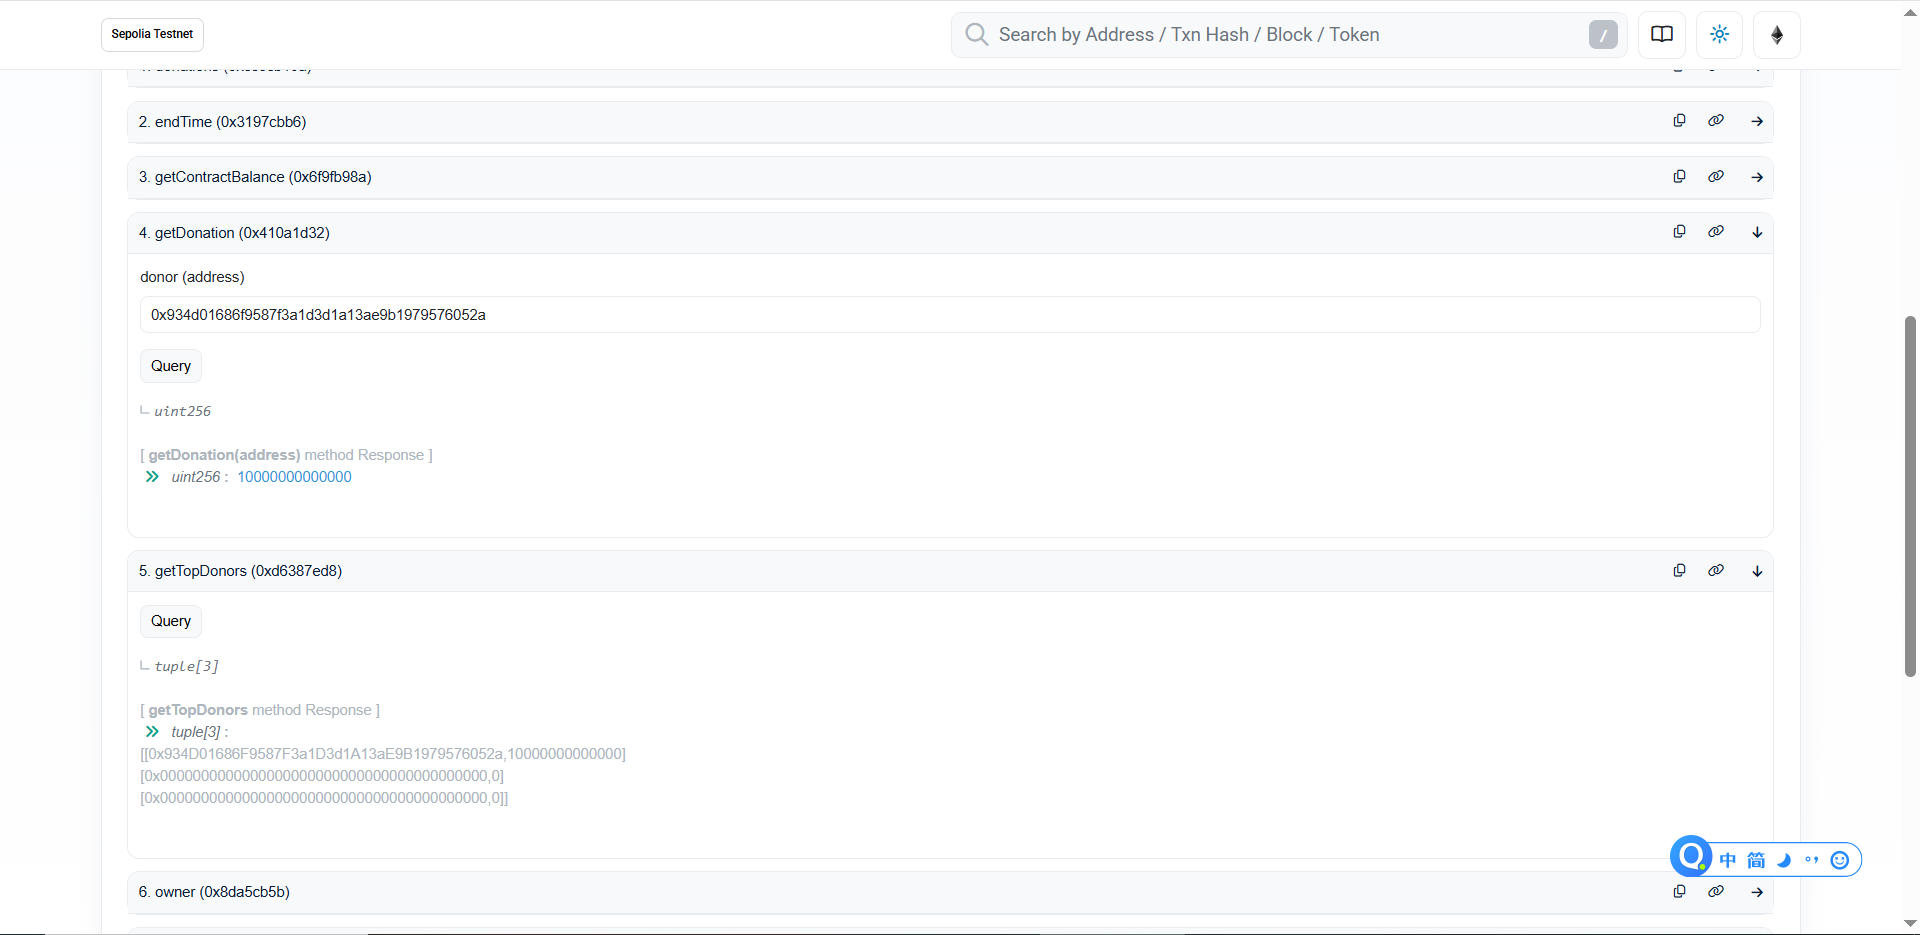 Sepolia Testnet
Search by Address / Txn Hash / Block / Token
/
2. endTime (0x3197cbb6)
3. getContractBalance (0x6f9fb98a)
4. getDonation (0x410a1d32)
donor (address)
0x934d01686f9587f3a1d3d1a13ae9b1979576052a
Query
uint256
[ getDonation(address) method Response ]
uint256 : 10000000000000
5. getTopDonors (0xd6387ed8)
Query
tuple[3]
[ getTopDonors method Response ]
tuple[3] :
[[0x934D01686F9587F3a1D3d1A13aE9B1979576052a,10000000000000]
[0x0000000000000000000000000000000000000000,0]
[0x0000000000000000000000000000000000000000,0]]
中 简
6. owner (0x8da5cb5b)